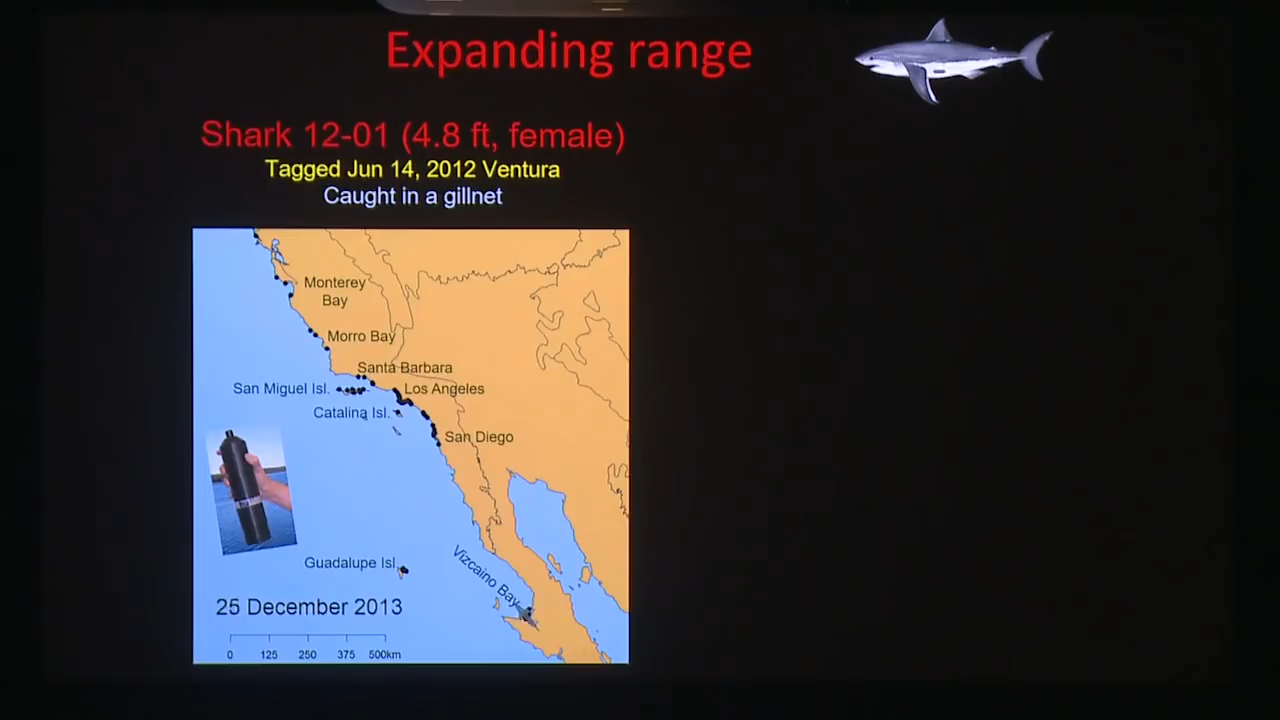 Expanding range
Shark 12-01 (4.8 ft, female)
Tagged Jun 14, 2012 Ventura
Caught in a gillnet
Monterey
Bay
Morro Bay
Santa Barbara
San Miguel Isl.
Los Angeles
Catalina Isl.
San Diego
Guadalupe Isl.
Vizcaino Bay
25 December 2013
0 125 250 375 500km